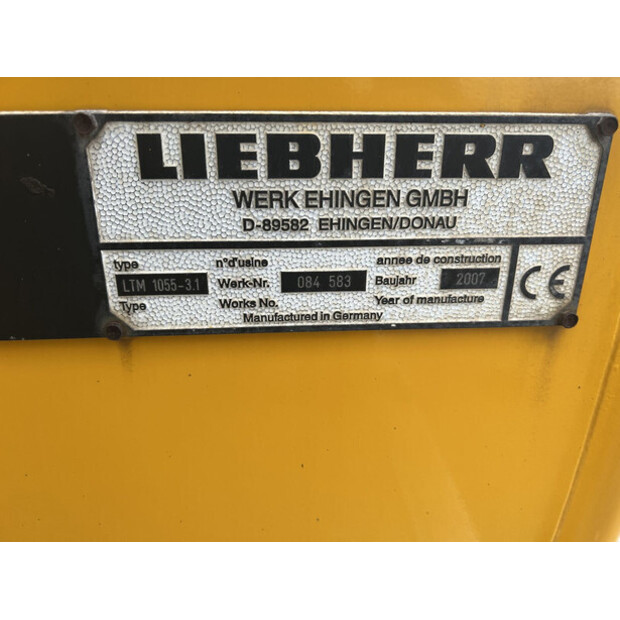 LIEBHERR
WERK EHINGEN GMBH
D-89582 EHINGEN/DONAU
type n°d'usine annee de construction
LTM 1055-3.1 Werk-Nr. 084 583 Baujahr 2007
Type Works No. Year of manufacture
Manufactured in Germany
CE